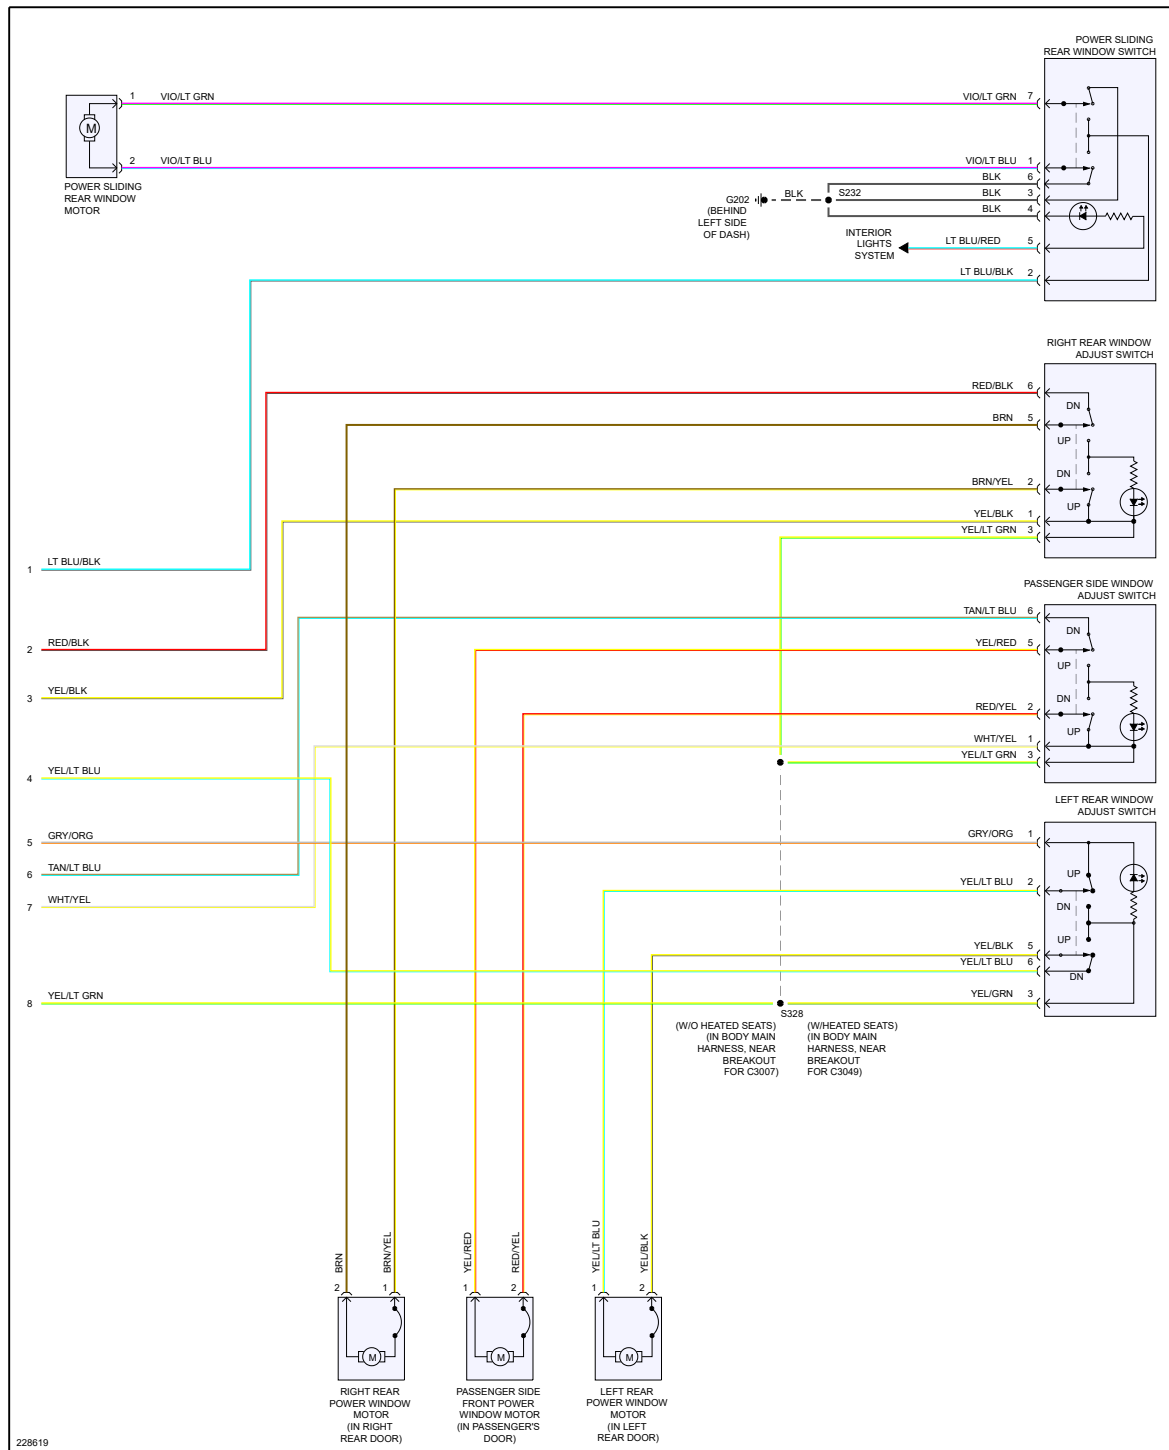 POWER SLIDING
REAR WINDOW SWITCH
1 VIO/LT GRN VIO/LT GRN 7
M
2 VIO/LT BLU VIO/LT BLU 1
POWER SLIDING
REAR WINDOW
MOTOR
BLK 6
G202 BLK S232 BLK 3
(BEHIND
LEFT SIDE
OF DASH)
BLK 4
INTERIOR
LIGHTS
SYSTEM
LT BLU/RED 5
LT BLU/BLK 2
RIGHT REAR WINDOW
ADJUST SWITCH
RED/BLK 6
DN
BRN 5
UP
DN
BRN/YEL 2
UP
YEL/BLK 1
YEL/LT GRN 3
1 LT BLU/BLK
PASSENGER SIDE WINDOW
ADJUST SWITCH
TAN/LT BLU 6
DN
2 RED/BLK YEL/RED 5
UP
3 YEL/BLK
DN
RED/YEL 2
UP
WHT/YEL 1
YEL/LT GRN 3
4 YEL/LT BLU
LEFT REAR WINDOW
ADJUST SWITCH
5 GRY/ORG GRY/ORG 1
6 TAN/LT BLU
UP
YEL/LT BLU 2
7 WHT/YEL
DN
UP
YEL/BLK 5
YEL/LT BLU 6
DN
8 YEL/LT GRN YEL/GRN 3
S328
(W/O HEATED SEATS)
(IN BODY MAIN
HARNESS, NEAR
BREAKOUT
FOR C3007)
(W/HEATED SEATS)
(IN BODY MAIN
HARNESS, NEAR
BREAKOUT
FOR C3049)
BRN
BRN/YEL
YEL/RED
RED/YEL
YEL/LT BLU
YEL/BLK
2 1 1 2 1 2
M M M
RIGHT REAR
POWER WINDOW
MOTOR
(IN RIGHT
REAR DOOR)
PASSENGER SIDE
FRONT POWER
WINDOW MOTOR
(IN PASSENGER'S
DOOR)
LEFT REAR
POWER WINDOW
MOTOR
(IN LEFT
REAR DOOR)
228619